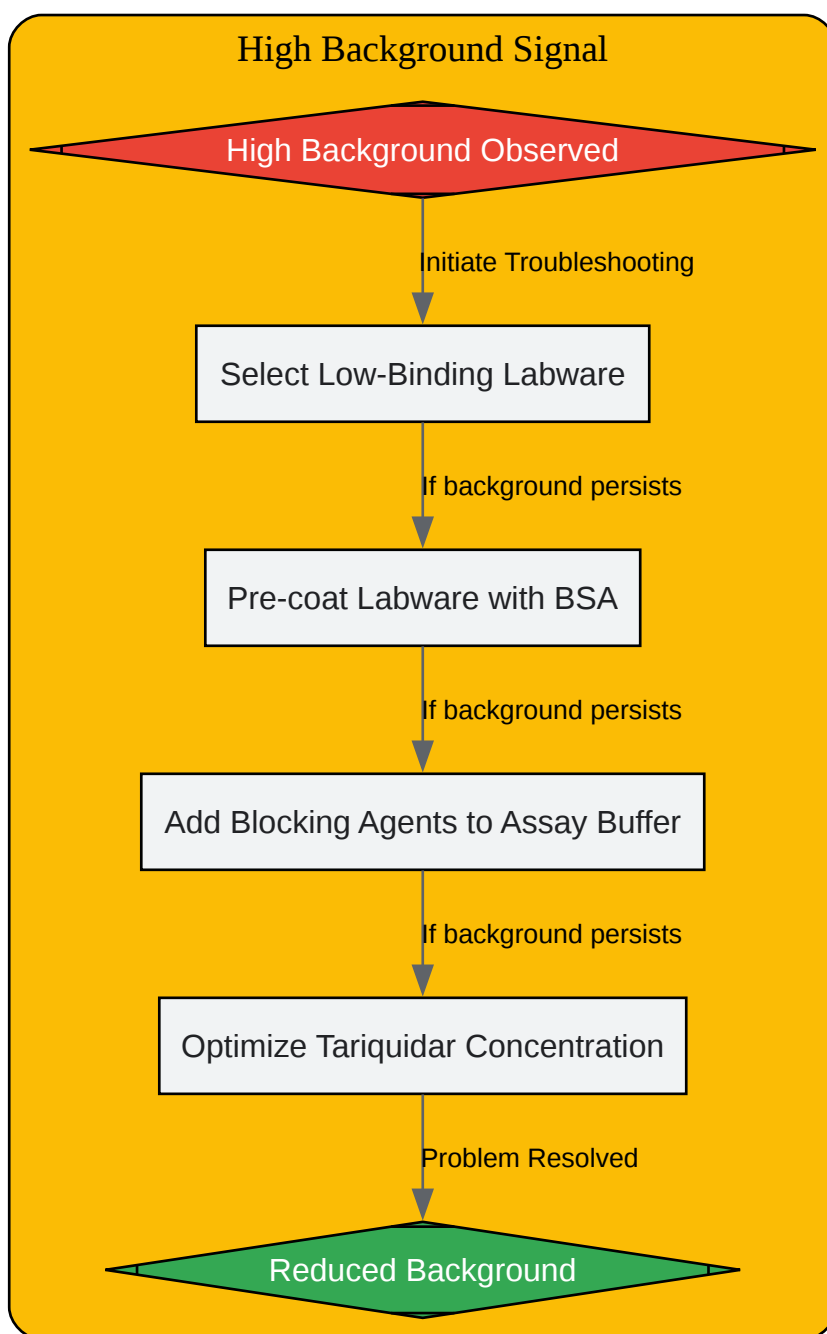 High Background Signal
High Background Observed
Initiate Troubleshooting
Select Low-Binding Labware
If background persists
Pre-coat Labware with BSA
If background persists
Add Blocking Agents to Assay Buffer
If background persists
Optimize Tariquidar Concentration
Problem Resolved
Reduced Background